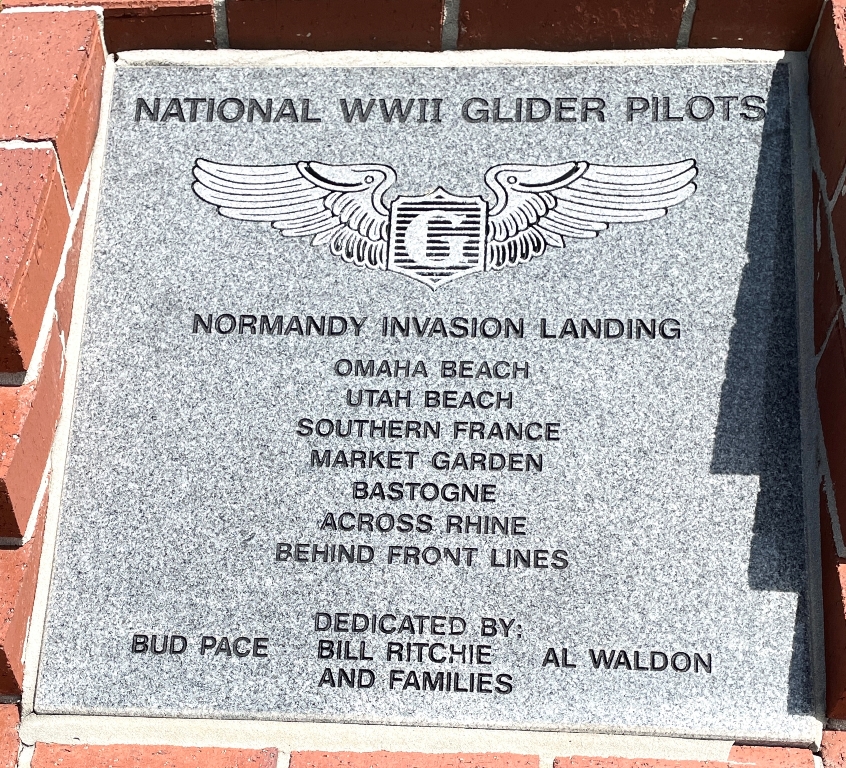 NATIONAL WWII GLIDER PILOTS
G
NORMANDY INVASION LANDING
OMAHA BEACH
UTAH BEACH
SOUTHERN FRANCE
MARKET GARDEN
BASTOGNE
ACROSS RHINE
BEHIND FRONT LINES
DEDICATED BY:
BUD PACE BILL RITCHIE AL WALDON
AND FAMILIES